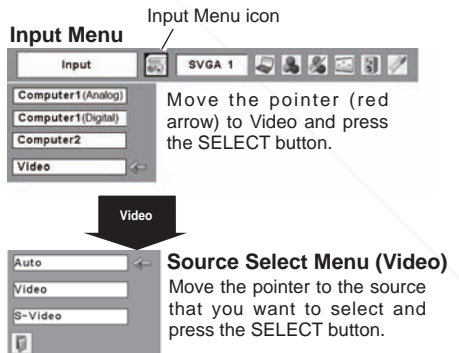 Input Menu icon
Input Menu
Input
SVGA 1
Computer1(Analog)
Computer1(Digital)
Computer2
Video
Move the pointer (red
arrow) to Video and press
the SELECT button.
Video
Auto
Video
S-Video
Source Select Menu (Video)
Move the pointer to the source
that you want to select and
press the SELECT button.